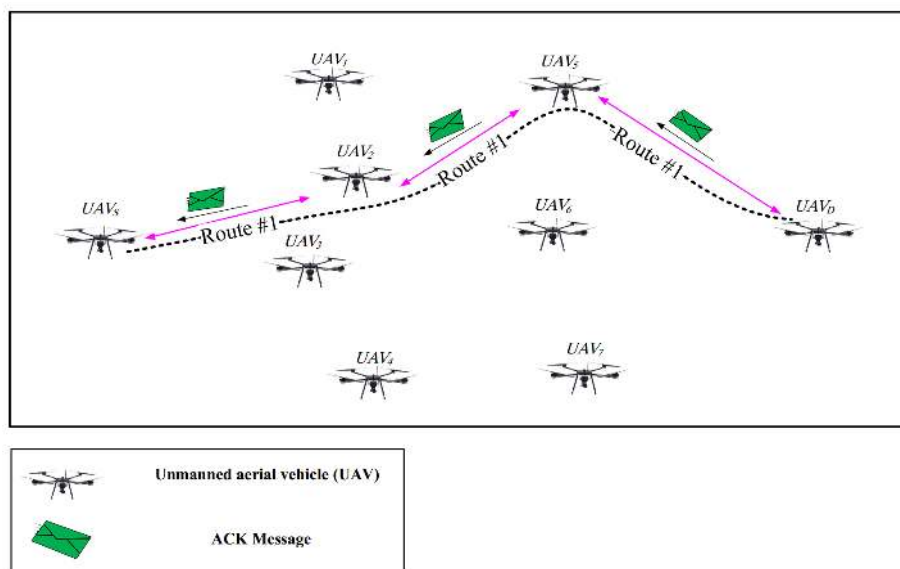 UAV1
UAV5
UAV2
Route #1
Route #1
UAVS
Route #1
UAV3
UAV6
UAVD
UAV4
UAV7
Unmanned aerial vehicle (UAV)
ACK Message